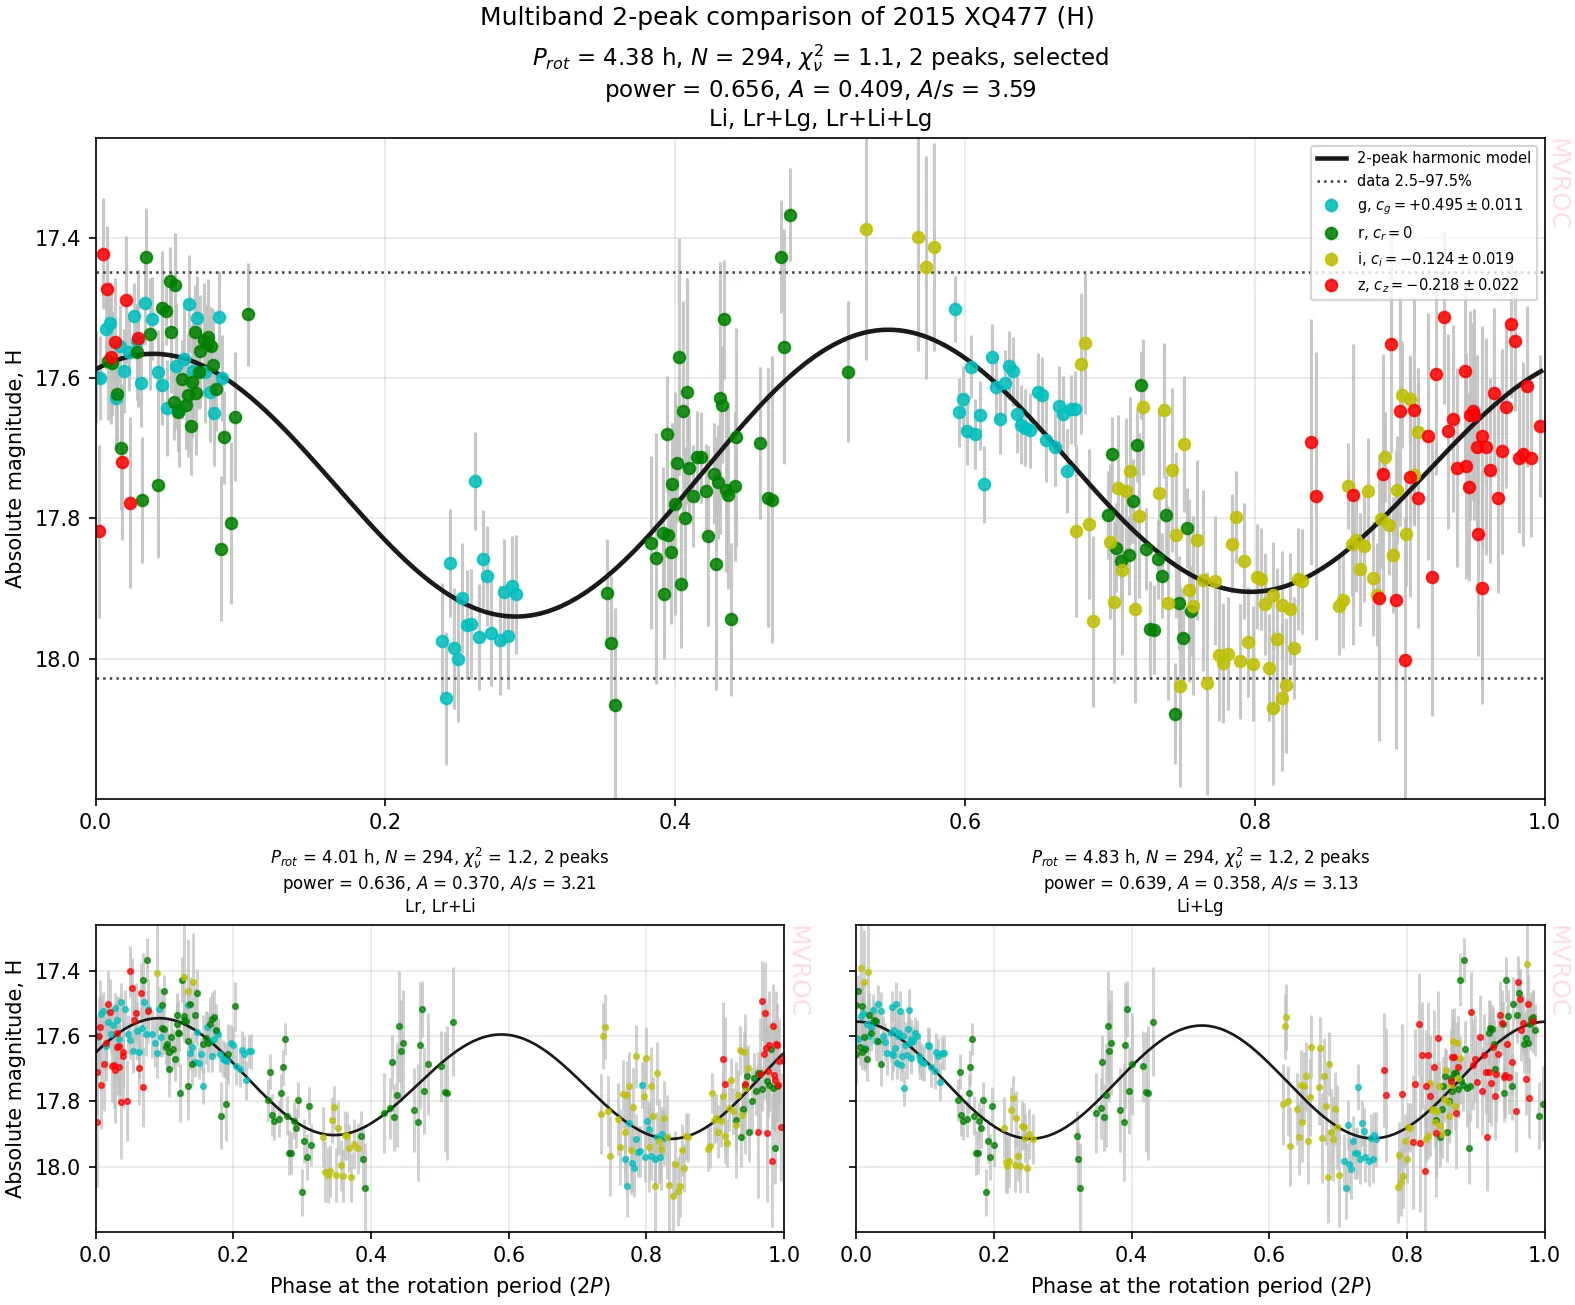 Multiband 2-peak comparison of 2015 XQ477 (H)
P_rot = 4.38 h, N = 294, χ²_ν = 1.1, 2 peaks, selected
power = 0.656, A = 0.409, A/s = 3.59
Li, Lr+Lg, Lr+Li+Lg
2-peak harmonic model
data 2.5–97.5%
g, c_g = +0.495 ± 0.011
r, c_r = 0
i, c_i = −0.124 ± 0.019
z, c_z = −0.218 ± 0.022
MVROC
Absolute magnitude, H
17.4
17.6
17.8
18.0
0.0 0.2 0.4 0.6 0.8 1.0
P_rot = 4.01 h, N = 294, χ²_ν = 1.2, 2 peaks
power = 0.636, A = 0.370, A/s = 3.21
Lr, Lr+Li
MVROC
Absolute magnitude, H
17.4
17.6
17.8
18.0
0.0 0.2 0.4 0.6 0.8 1.0
Phase at the rotation period (2P)
P_rot = 4.83 h, N = 294, χ²_ν = 1.2, 2 peaks
power = 0.639, A = 0.358, A/s = 3.13
Li+Lg
MVROC
0.0 0.2 0.4 0.6 0.8 1.0
Phase at the rotation period (2P)